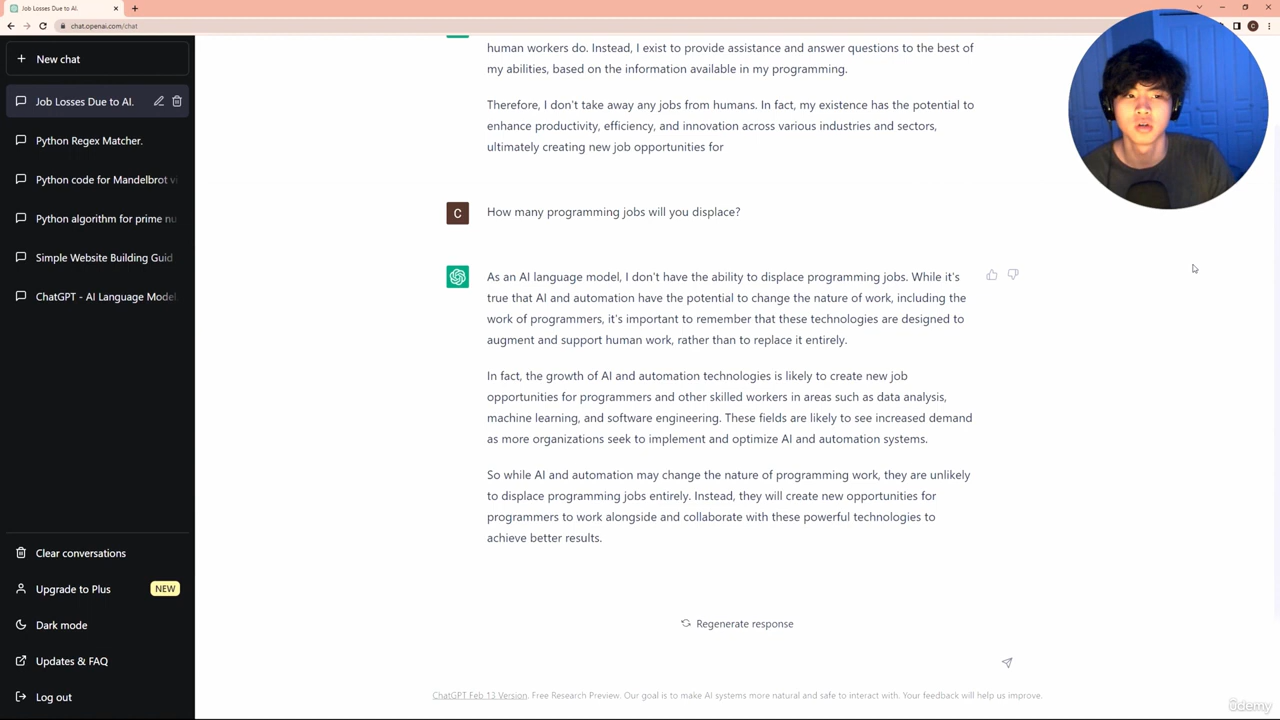 Job Losses Due to AI.
chat.openai.com/chat
New chat
Job Losses Due to AI.
Python Regex Matcher.
Python code for Mandelbrot vi
Python algorithm for prime nu
Simple Website Building Guid
ChatGPT - AI Language Model
Clear conversations
Upgrade to Plus NEW
Dark mode
Updates & FAQ
Log out
human workers do. Instead, I exist to provide assistance and answer questions to the best of
my abilities, based on the information available in my programming.
Therefore, I don't take away any jobs from humans. In fact, my existence has the potential to
enhance productivity, efficiency, and innovation across various industries and sectors,
ultimately creating new job opportunities for
C
How many programming jobs will you displace?
As an AI language model, I don't have the ability to displace programming jobs. While it's
true that AI and automation have the potential to change the nature of work, including the
work of programmers, it's important to remember that these technologies are designed to
augment and support human work, rather than to replace it entirely.
In fact, the growth of AI and automation technologies is likely to create new job
opportunities for programmers and other skilled workers in areas such as data analysis,
machine learning, and software engineering. These fields are likely to see increased demand
as more organizations seek to implement and optimize AI and automation systems.
So while AI and automation may change the nature of programming work, they are unlikely
to displace programming jobs entirely. Instead, they will create new opportunities for
programmers to work alongside and collaborate with these powerful technologies to
achieve better results.
Regenerate response
ChatGPT Feb 13 Version. Free Research Preview. Our goal is to make AI systems more natural and safe to interact with. Your feedback will help us improve.
ûdemy